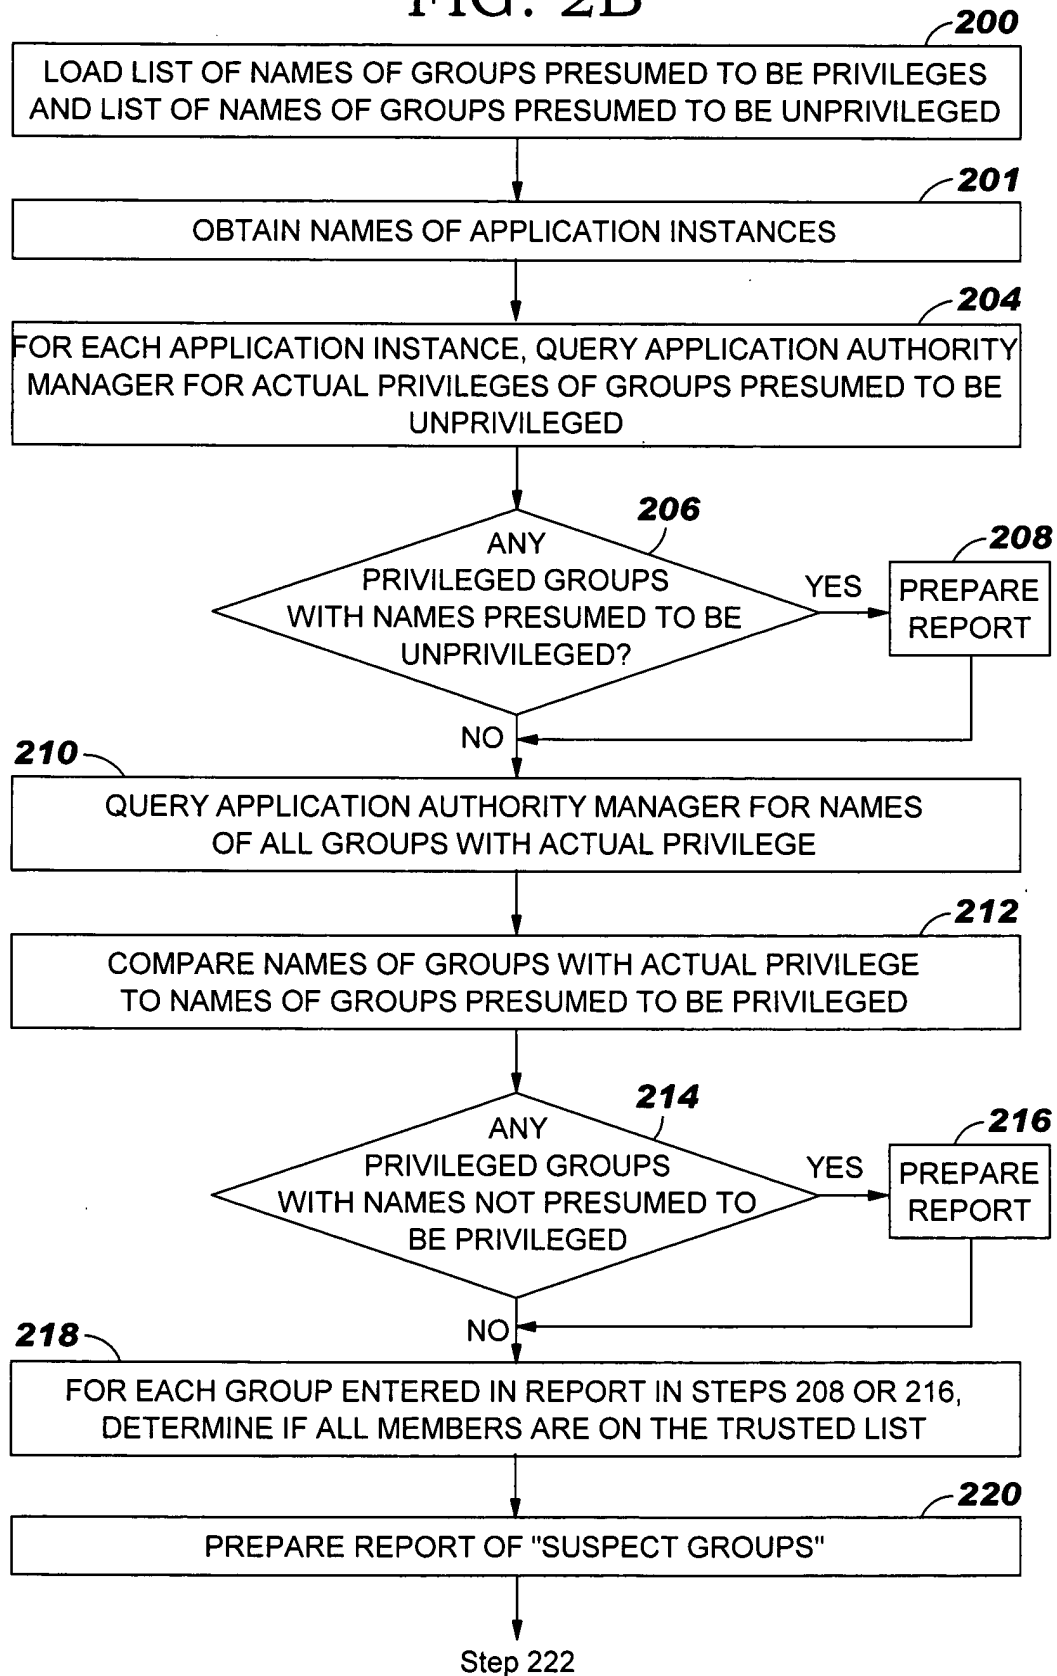 FIG. 2B
200
LOAD LIST OF NAMES OF GROUPS PRESUMED TO BE PRIVILEGES
AND LIST OF NAMES OF GROUPS PRESUMED TO BE UNPRIVILEGED
201
OBTAIN NAMES OF APPLICATION INSTANCES
204
FOR EACH APPLICATION INSTANCE, QUERY APPLICATION AUTHORITY
MANAGER FOR ACTUAL PRIVILEGES OF GROUPS PRESUMED TO BE
UNPRIVILEGED
206
ANY
PRIVILEGED GROUPS
WITH NAMES PRESUMED TO BE
UNPRIVILEGED?
YES
208
PREPARE
REPORT
NO
210
QUERY APPLICATION AUTHORITY MANAGER FOR NAMES
OF ALL GROUPS WITH ACTUAL PRIVILEGE
212
COMPARE NAMES OF GROUPS WITH ACTUAL PRIVILEGE
TO NAMES OF GROUPS PRESUMED TO BE PRIVILEGED
214
ANY
PRIVILEGED GROUPS
WITH NAMES NOT PRESUMED TO
BE PRIVILEGED
YES
216
PREPARE
REPORT
NO
218
FOR EACH GROUP ENTERED IN REPORT IN STEPS 208 OR 216,
DETERMINE IF ALL MEMBERS ARE ON THE TRUSTED LIST
220
PREPARE REPORT OF "SUSPECT GROUPS"
Step 222